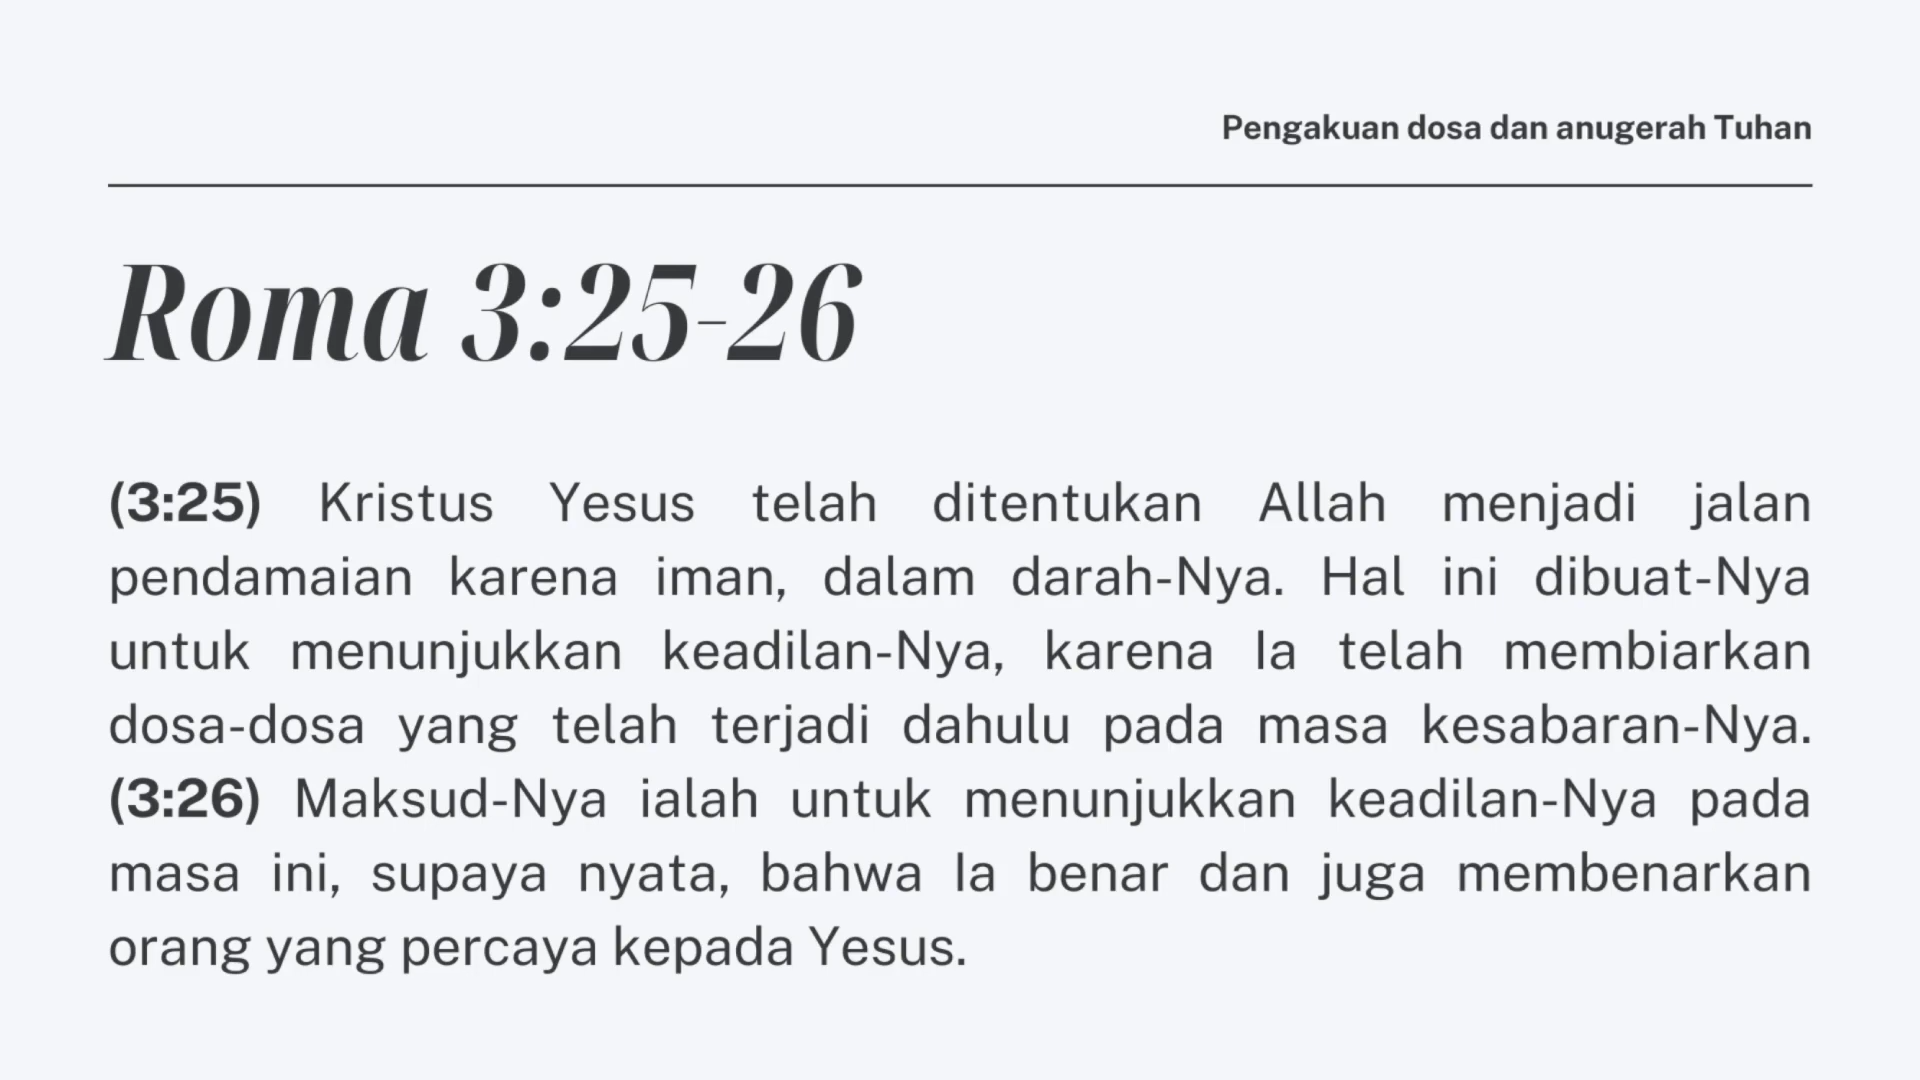 Pengakuan dosa dan anugerah Tuhan
Roma 3:25-26
(3:25) Kristus Yesus telah ditentukan Allah menjadi jalan
pendamaian karena iman, dalam darah-Nya. Hal ini dibuat-Nya
untuk menunjukkan keadilan-Nya, karena Ia telah membiarkan
dosa-dosa yang telah terjadi dahulu pada masa kesabaran-Nya.
(3:26) Maksud-Nya ialah untuk menunjukkan keadilan-Nya pada
masa ini, supaya nyata, bahwa Ia benar dan juga membenarkan
orang yang percaya kepada Yesus.